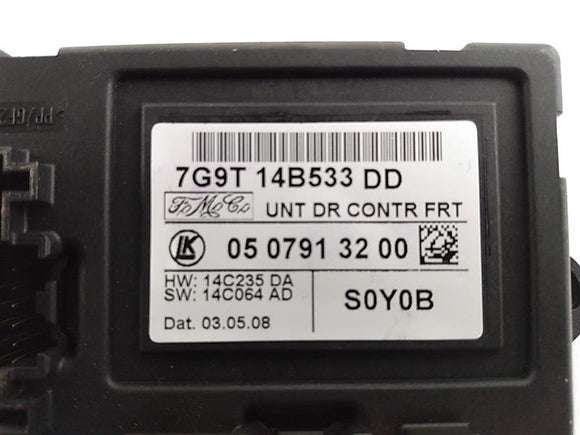 7G9T 14B533 DD
FoMoCo UNT DR CONTR FRT
LK 05 0791 32 00
HW: 14C235 DA
SW: 14C064 AD
S0Y0B
Dat. 03.05.08